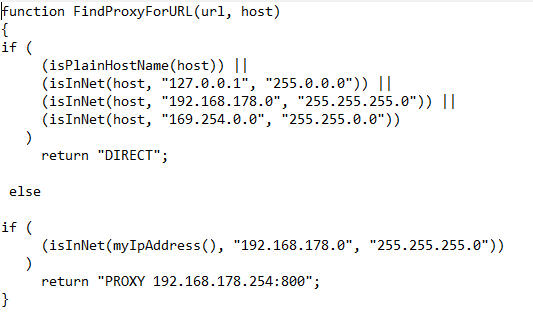 function FindProxyForURL(url, host)
{
if (
     (isPlainHostName(host)) ||
     (isInNet(host, "127.0.0.1", "255.0.0.0")) ||
     (isInNet(host, "192.168.178.0", "255.255.255.0")) ||
     (isInNet(host, "169.254.0.0", "255.255.0.0"))
   )
     return "DIRECT";

 else

if (
     (isInNet(myIpAddress(), "192.168.178.0", "255.255.255.0"))
   )
     return "PROXY 192.168.178.254:800";
}